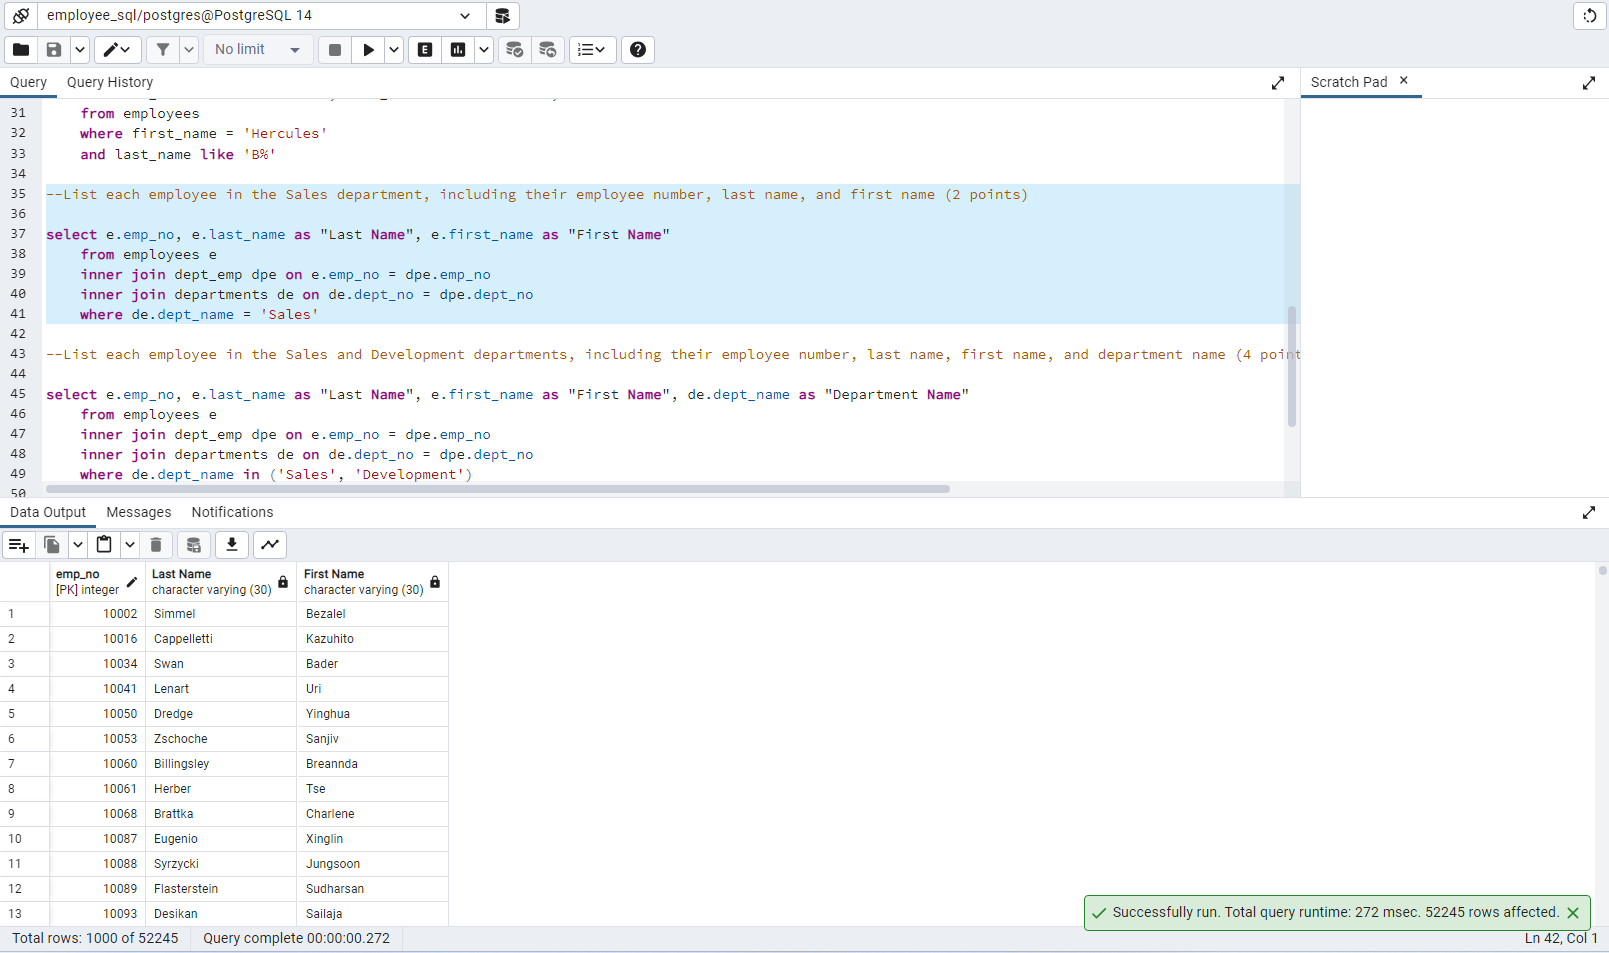 employee_sql/postgres@PostgreSQL 14
No limit
E
Query Query History
Scratch Pad
31 from employees
32 where first_name = 'Hercules'
33 and last_name like 'B%'
34
35 --List each employee in the Sales department, including their employee number, last name, and first name (2 points)
36
37 select e.emp_no, e.last_name as "Last Name", e.first_name as "First Name"
38 from employees e
39 inner join dept_emp dpe on e.emp_no = dpe.emp_no
40 inner join departments de on de.dept_no = dpe.dept_no
41 where de.dept_name = 'Sales'
42
43 --List each employee in the Sales and Development departments, including their employee number, last name, first name, and department name (4 point
44
45 select e.emp_no, e.last_name as "Last Name", e.first_name as "First Name", de.dept_name as "Department Name"
46 from employees e
47 inner join dept_emp dpe on e.emp_no = dpe.emp_no
48 inner join departments de on de.dept_no = dpe.dept_no
49 where de.dept_name in ('Sales', 'Development')
50
Data Output Messages Notifications
emp_no Last Name First Name
[PK] integer character varying (30) character varying (30)
1 10002 Simmel Bezalel
2 10016 Cappelletti Kazuhito
3 10034 Swan Bader
4 10041 Lenart Uri
5 10050 Dredge Yinghua
6 10053 Zschoche Sanjiv
7 10060 Billingsley Breannda
8 10061 Herber Tse
9 10068 Brattka Charlene
10 10087 Eugenio Xinglin
11 10088 Syrzycki Jungsoon
12 10089 Flasterstein Sudharsan
13 10093 Desikan Sailaja
Successfully run. Total query runtime: 272 msec. 52245 rows affected.
Total rows: 1000 of 52245 Query complete 00:00:00.272 Ln 42, Col 1